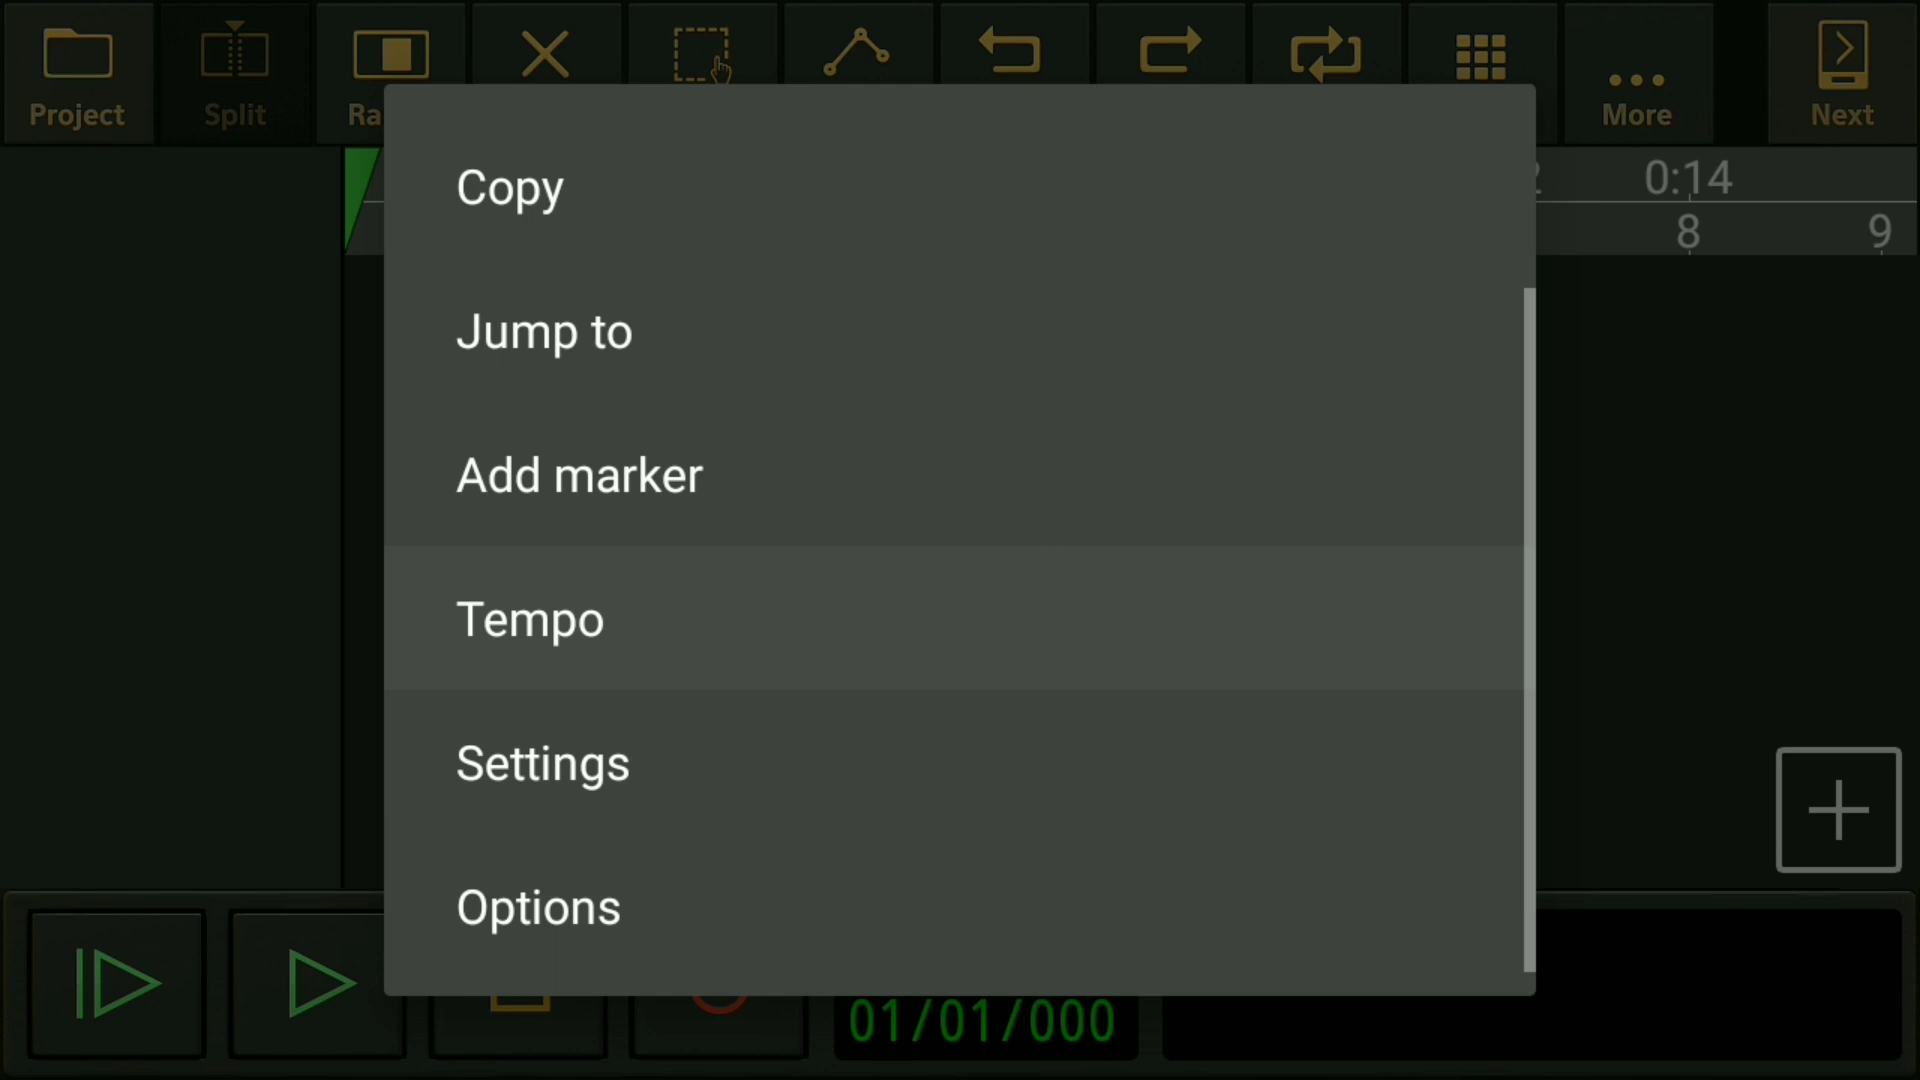 Project
Split
Ra
More
Next
0:14
8
9
Copy
Jump to
Add marker
Tempo
Settings
Options
01/01/000